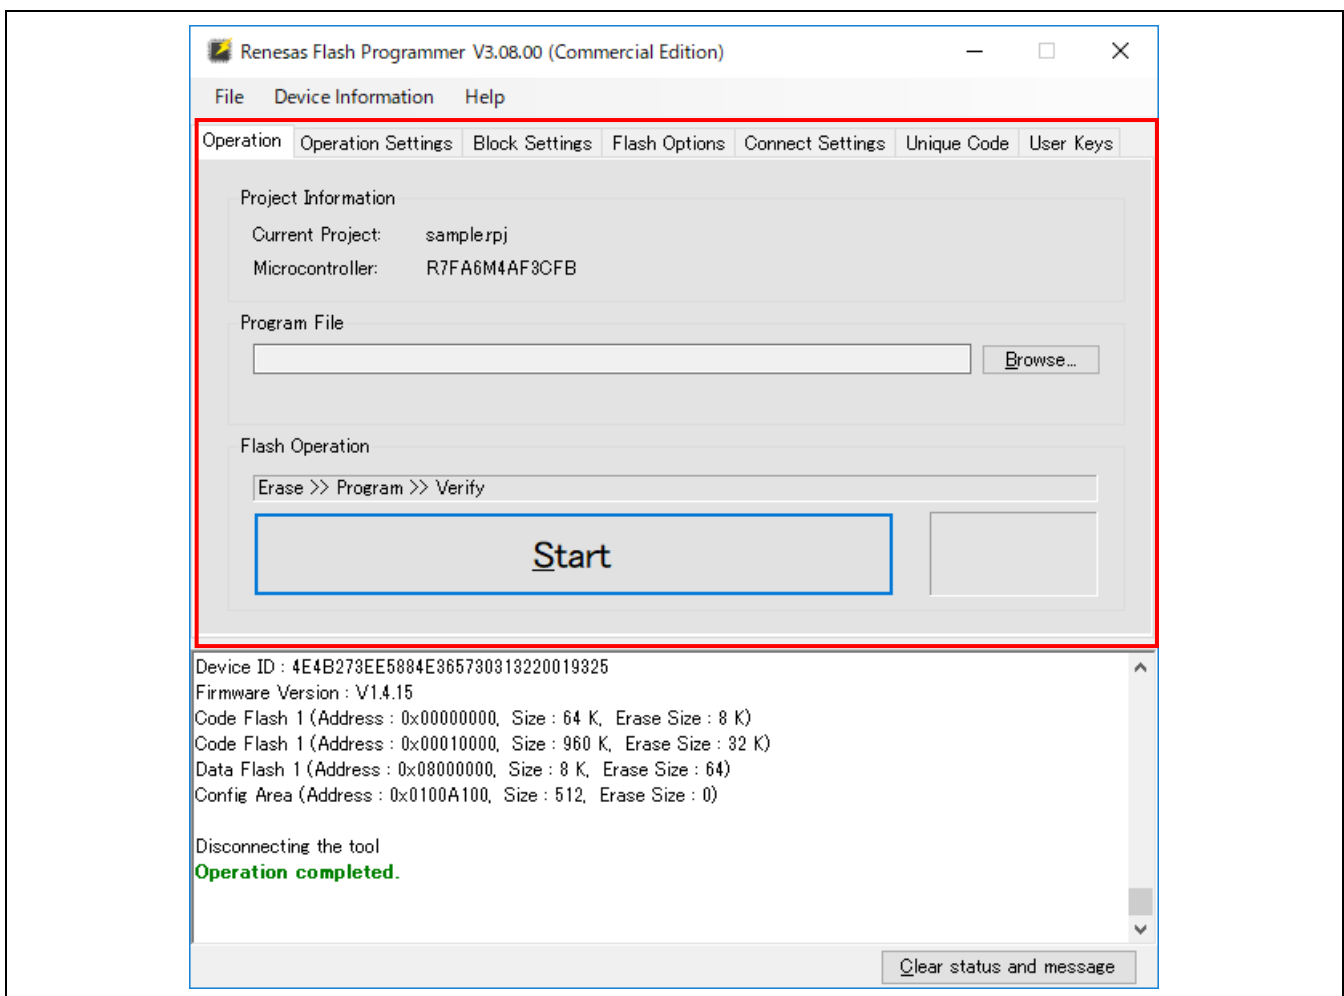 Renesas Flash Programmer V3.08.00 (Commercial Edition)
File Device Information Help
Operation Operation Settings Block Settings Flash Options Connect Settings Unique Code User Keys
Project Information
Current Project: sample.rpj
Microcontroller: R7FA6M4AF3CFB
Program File
Browse...
Flash Operation
Erase >> Program >> Verify
Start
Device ID : 4E4B273EE5884E365730313220019325
Firmware Version : V1.4.15
Code Flash 1 (Address : 0x00000000, Size : 64 K, Erase Size : 8 K)
Code Flash 1 (Address : 0x00010000, Size : 960 K, Erase Size : 32 K)
Data Flash 1 (Address : 0x08000000, Size : 8 K, Erase Size : 64)
Config Area (Address : 0x0100A100, Size : 512, Erase Size : 0)
Disconnecting the tool
Operation completed.
Clear status and message